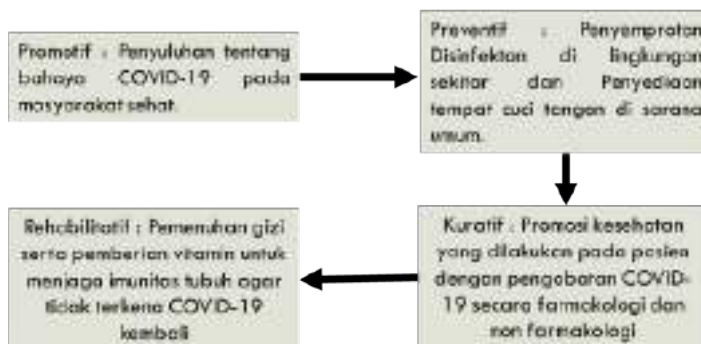 Promotif : Penyuluhan tentang
bahaya COVID-19 pada
masyarakat sehat.
Preventif : Penyemprotan
Disinfektan di lingkungan
sekitar dan Penyediaan
tempat cuci tangan di sarana
umum.
Rehabilitatif : Pemenuhan gizi
serta pemberian vitamin untuk
menjaga imunitas tubuh agar
tidak terkena COVID-19
kembali
Kuratif : Promosi kesehatan
yang dilakukan pada pasien
dengan pengobatan COVID-
19 secara farmakologi dan
non farmakologi